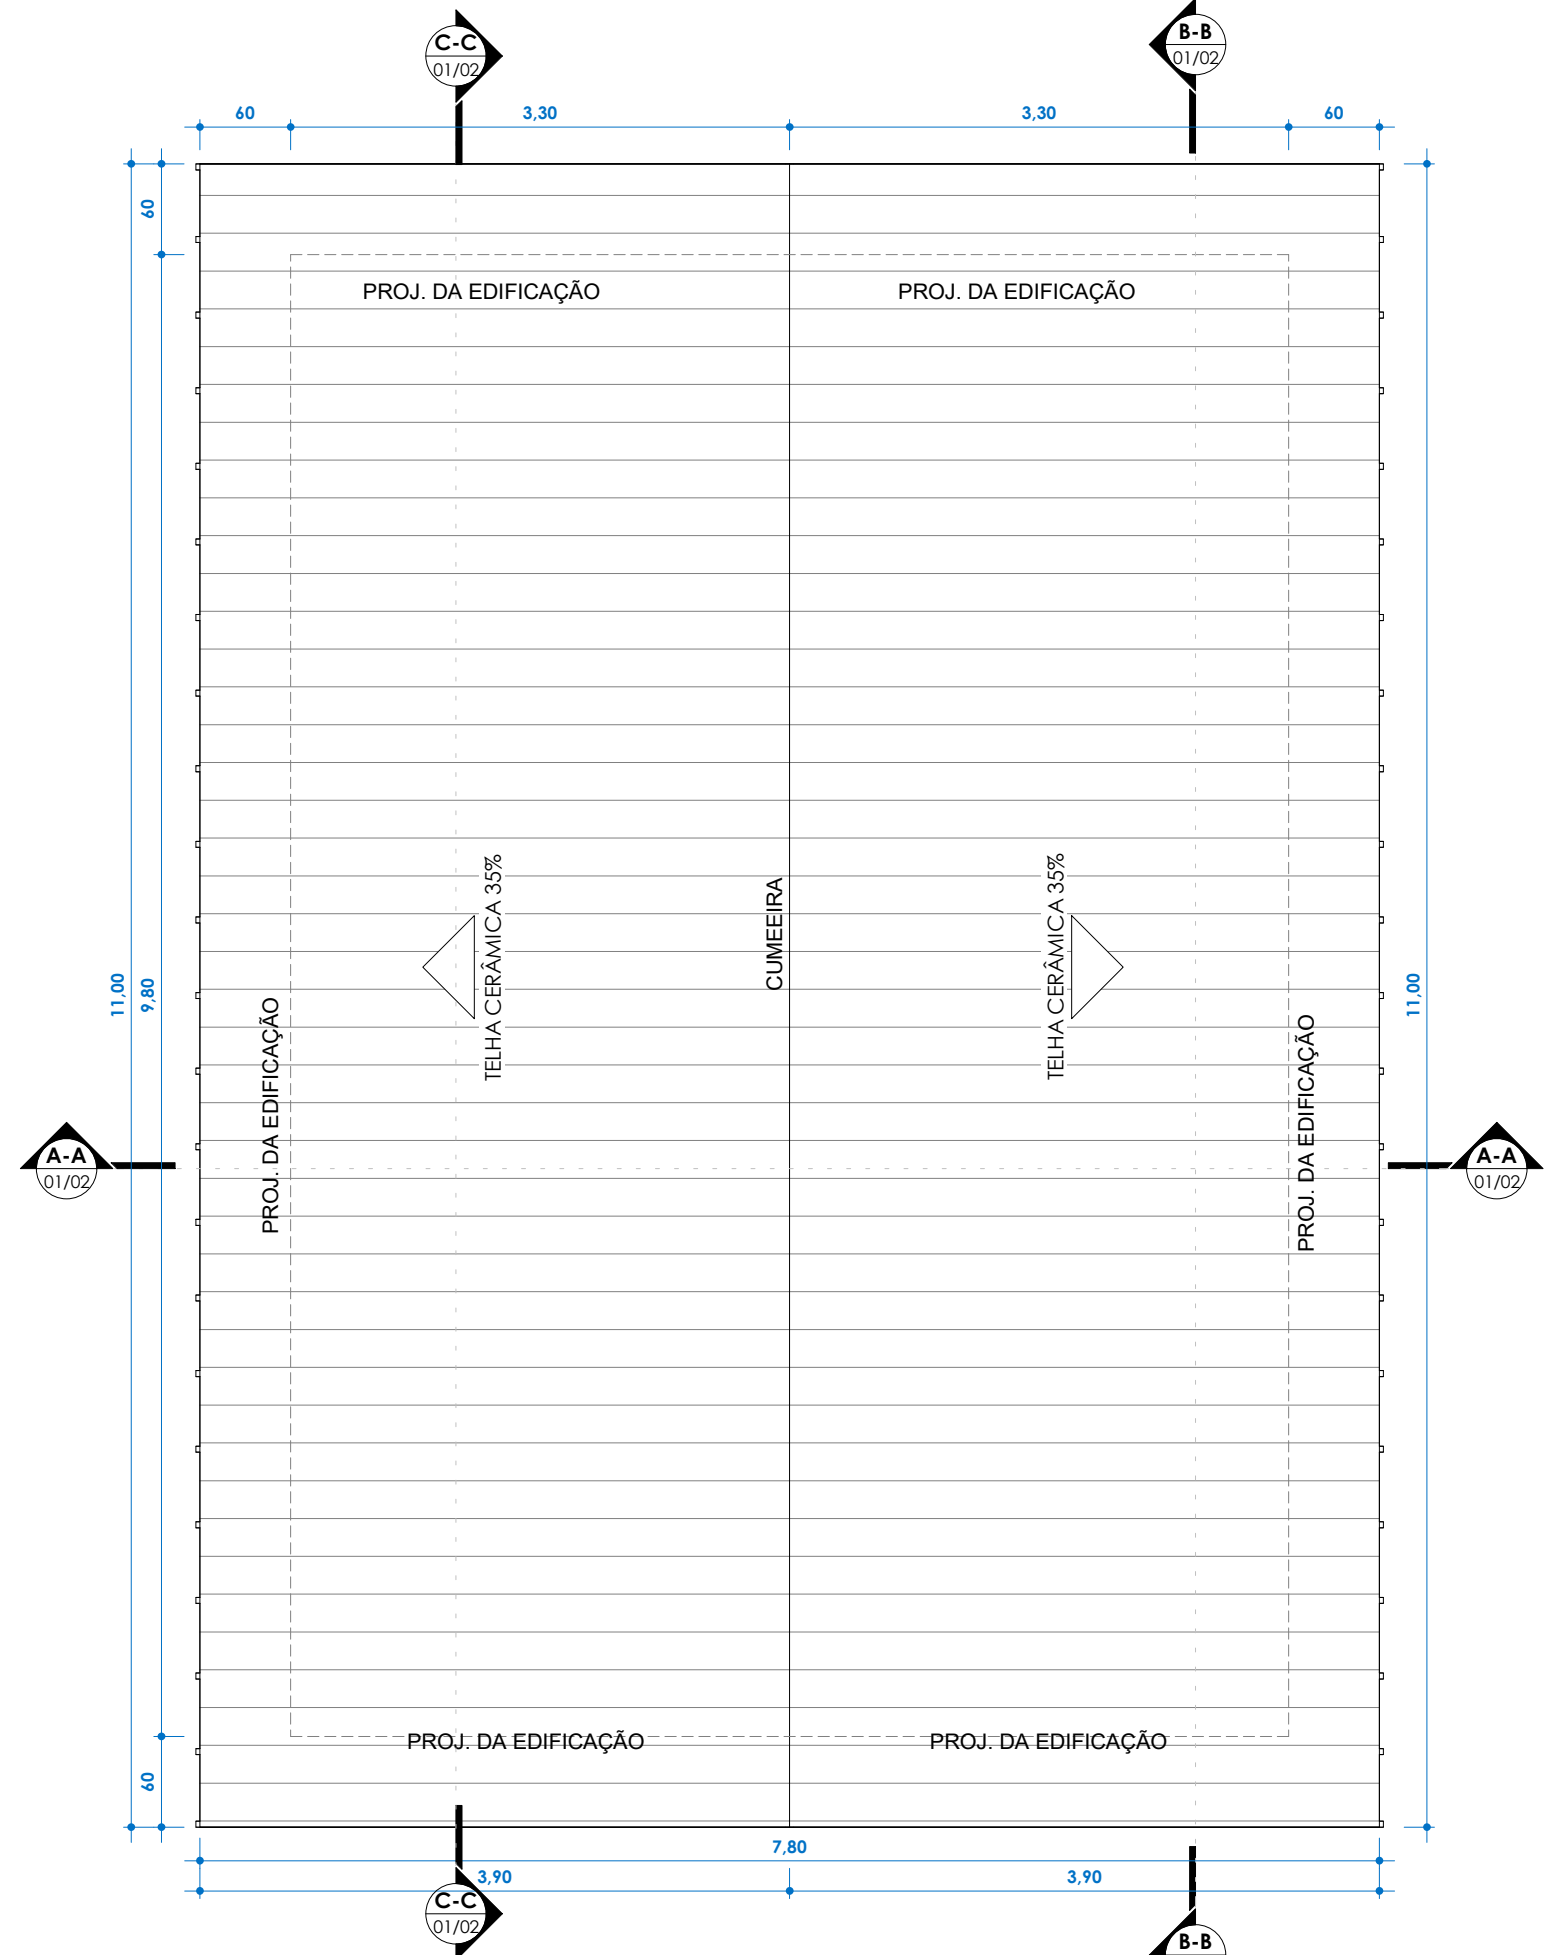 C-C
01/02
B-B
01/02
60
3,30
3,30
60
60
PROJ. DA EDIFICAÇÃO
PROJ. DA EDIFICAÇÃO
TELHA CERÂMICA 35%
CUMEEIRA
TELHA CERÂMICA 35%
11,00
9,80
11,00
PROJ. DA EDIFICAÇÃO
PROJ. DA EDIFICAÇÃO
A-A
01/02
A-A
01/02
PROJ. DA EDIFICAÇÃO
PROJ. DA EDIFICAÇÃO
60
7,80
3,90
3,90
C-C
01/02
B-B